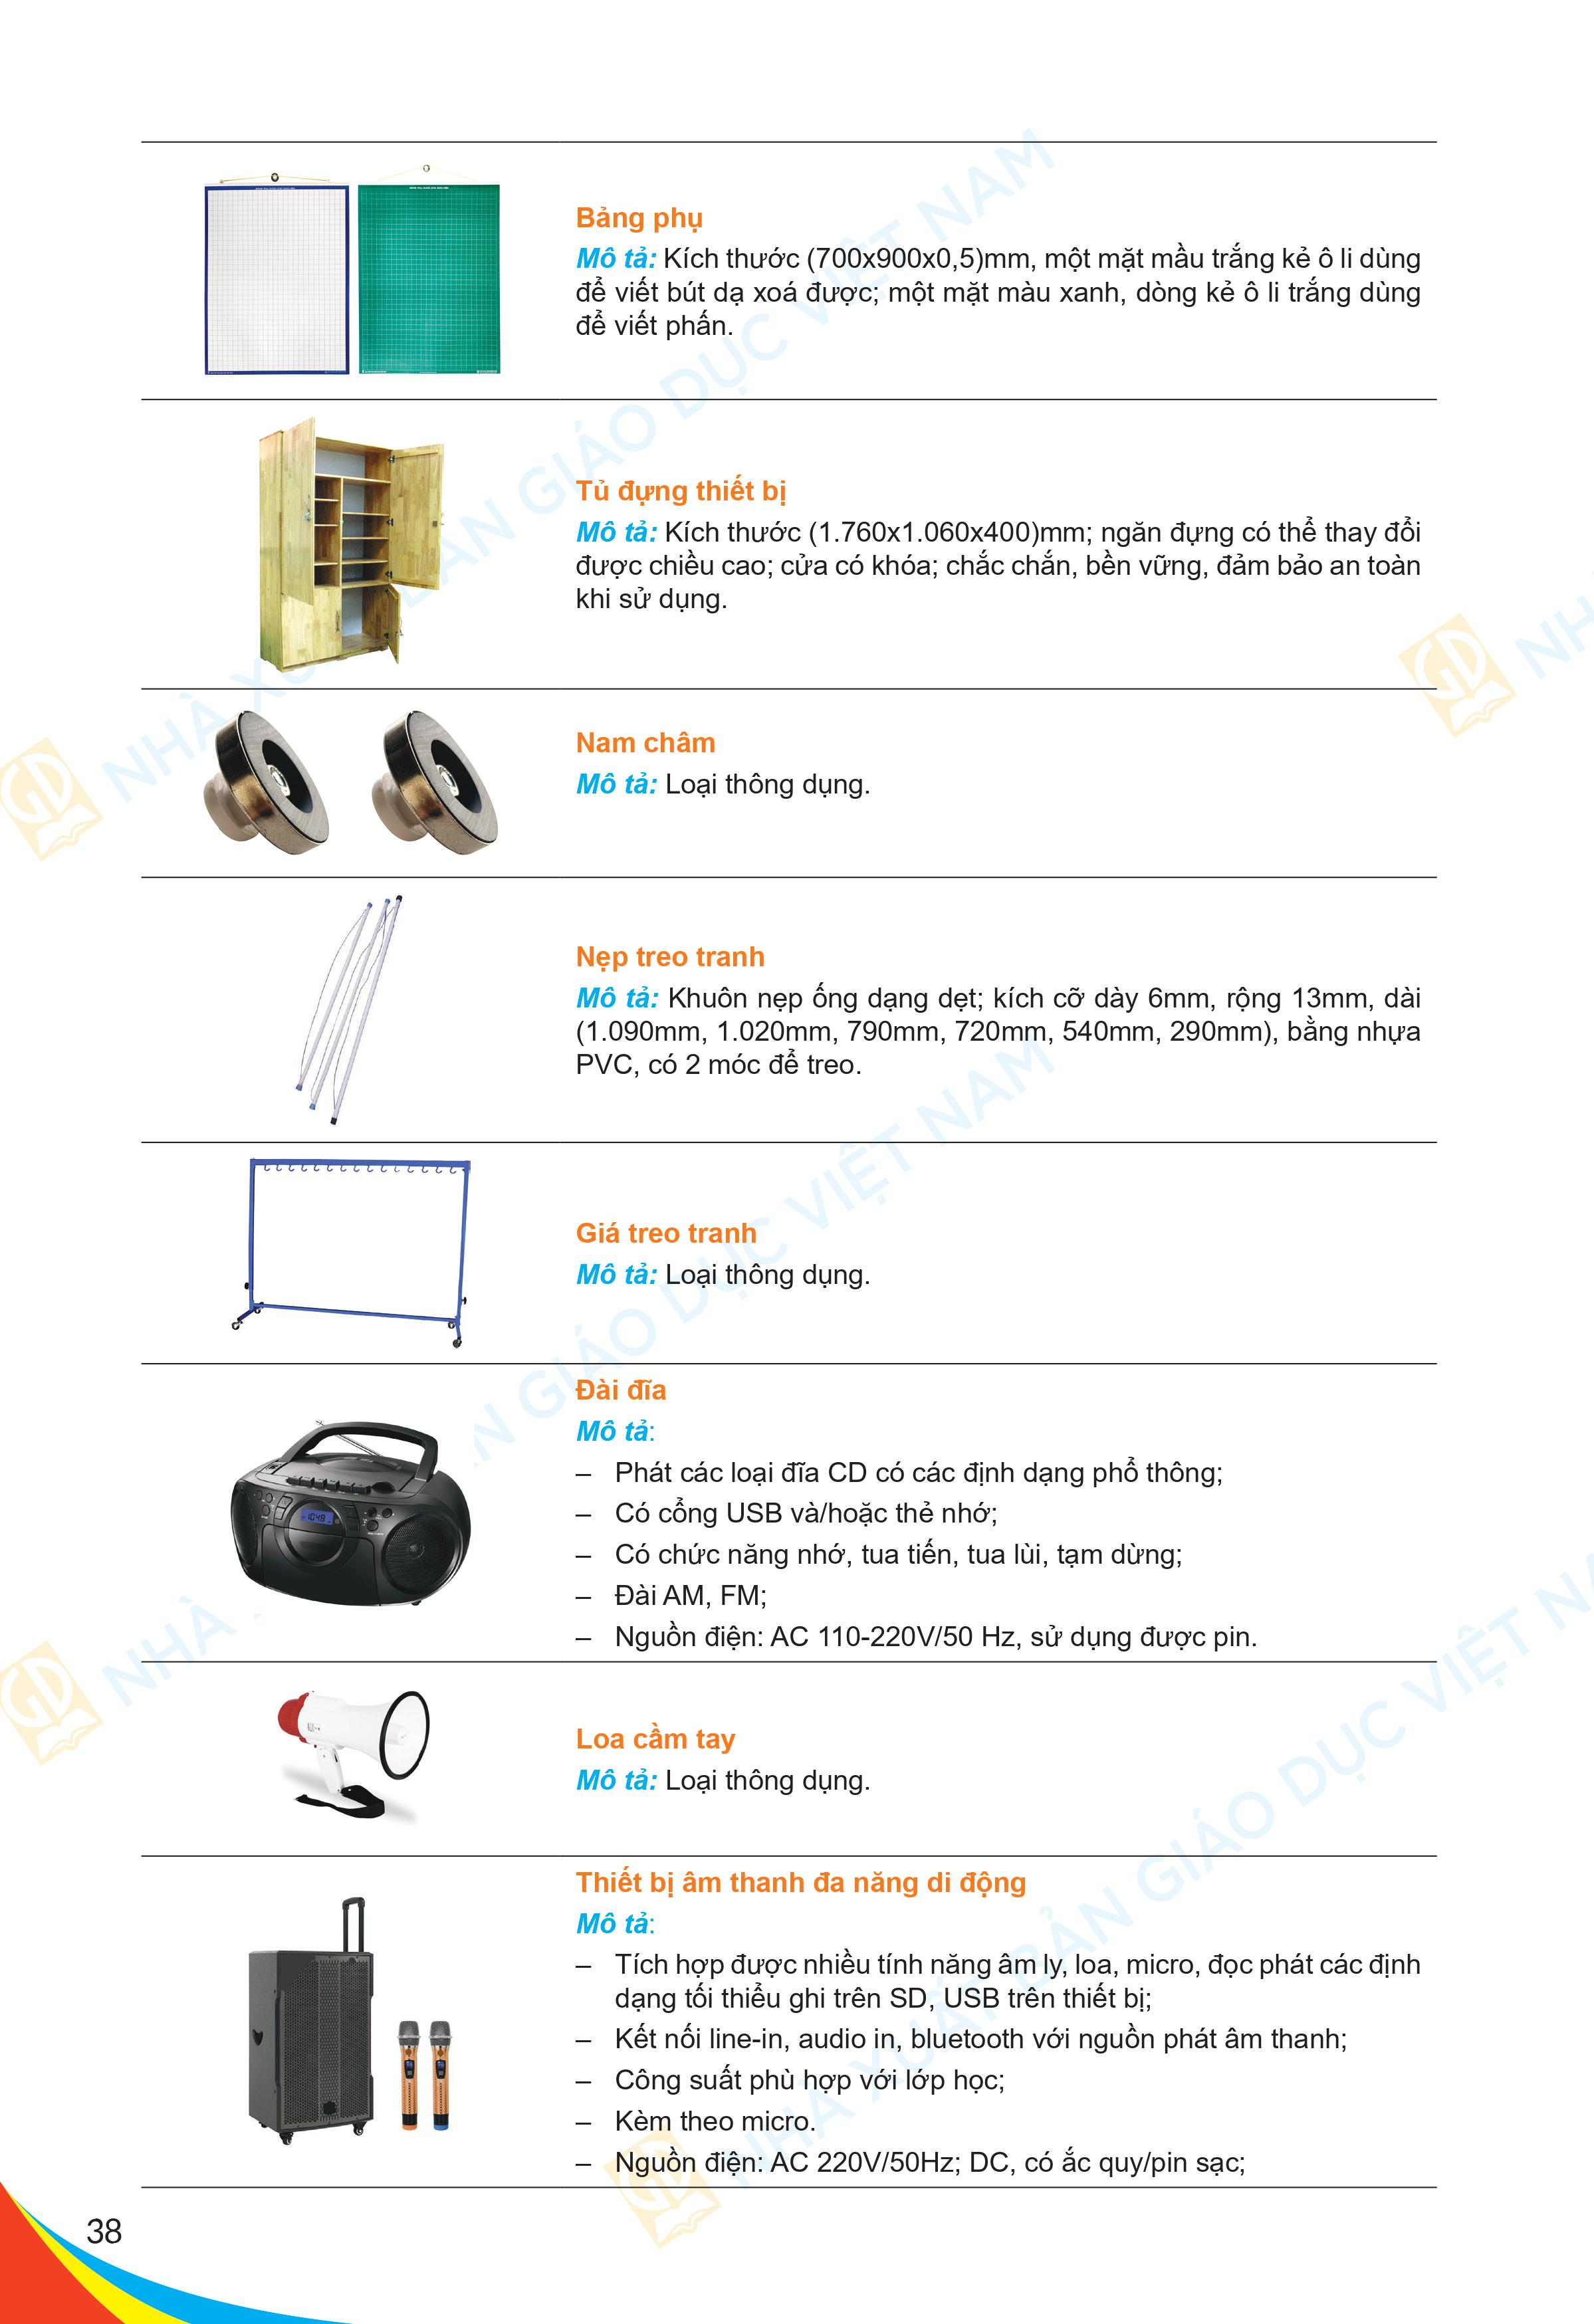 Bảng phụ
Mô tả: Kích thước (700x900x0,5)mm, một mặt mầu trắng kẻ ô li dùng
để viết bút dạ xoá được; một mặt màu xanh, dòng kẻ ô li trắng dùng
để viết phấn.
Tủ đựng thiết bị
Mô tả: Kích thước (1.760x1.060x400)mm; ngăn đựng có thể thay đổi
được chiều cao; cửa có khóa; chắc chắn, bền vững, đảm bảo an toàn
khi sử dụng.
Nam châm
Mô tả: Loại thông dụng.
Nẹp treo tranh
Mô tả: Khuôn nẹp ống dạng dẹt; kích cỡ dày 6mm, rộng 13mm, dài
(1.090mm, 1.020mm, 790mm, 720mm, 540mm, 290mm), bằng nhựa
PVC, có 2 móc để treo.
Giá treo tranh
Mô tả: Loại thông dụng.
Đài đĩa
Mô tả:
– Phát các loại đĩa CD có các định dạng phổ thông;
– Có cổng USB và/hoặc thẻ nhớ;
– Có chức năng nhớ, tua tiến, tua lùi, tạm dừng;
– Đài AM, FM;
– Nguồn điện: AC 110-220V/50 Hz, sử dụng được pin.
Loa cầm tay
Mô tả: Loại thông dụng.
Thiết bị âm thanh đa năng di động
Mô tả:
– Tích hợp được nhiều tính năng âm ly, loa, micro, đọc phát các định
dạng tối thiểu ghi trên SD, USB trên thiết bị;
– Kết nối line-in, audio in, bluetooth với nguồn phát âm thanh;
– Công suất phù hợp với lớp học;
– Kèm theo micro.
– Nguồn điện: AC 220V/50Hz; DC, có ắc quy/pin sạc;
38
NHÀ XUẤT BẢN GIÁO DỤC VIỆT NAM